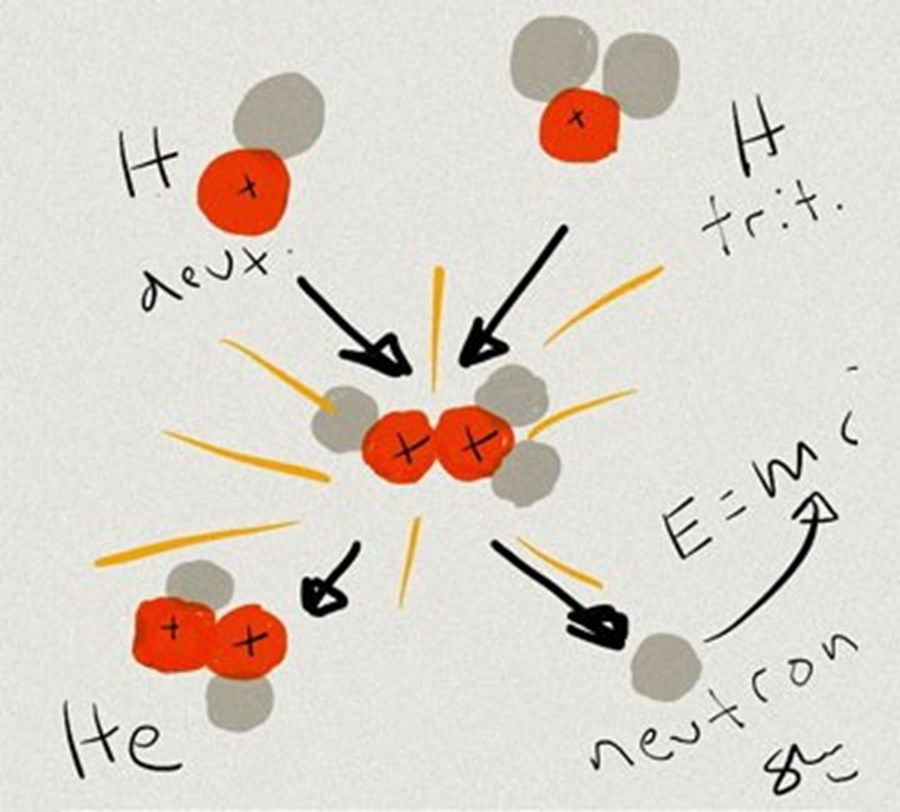 H
H
deux.
trit.
E=mc
He
neutron